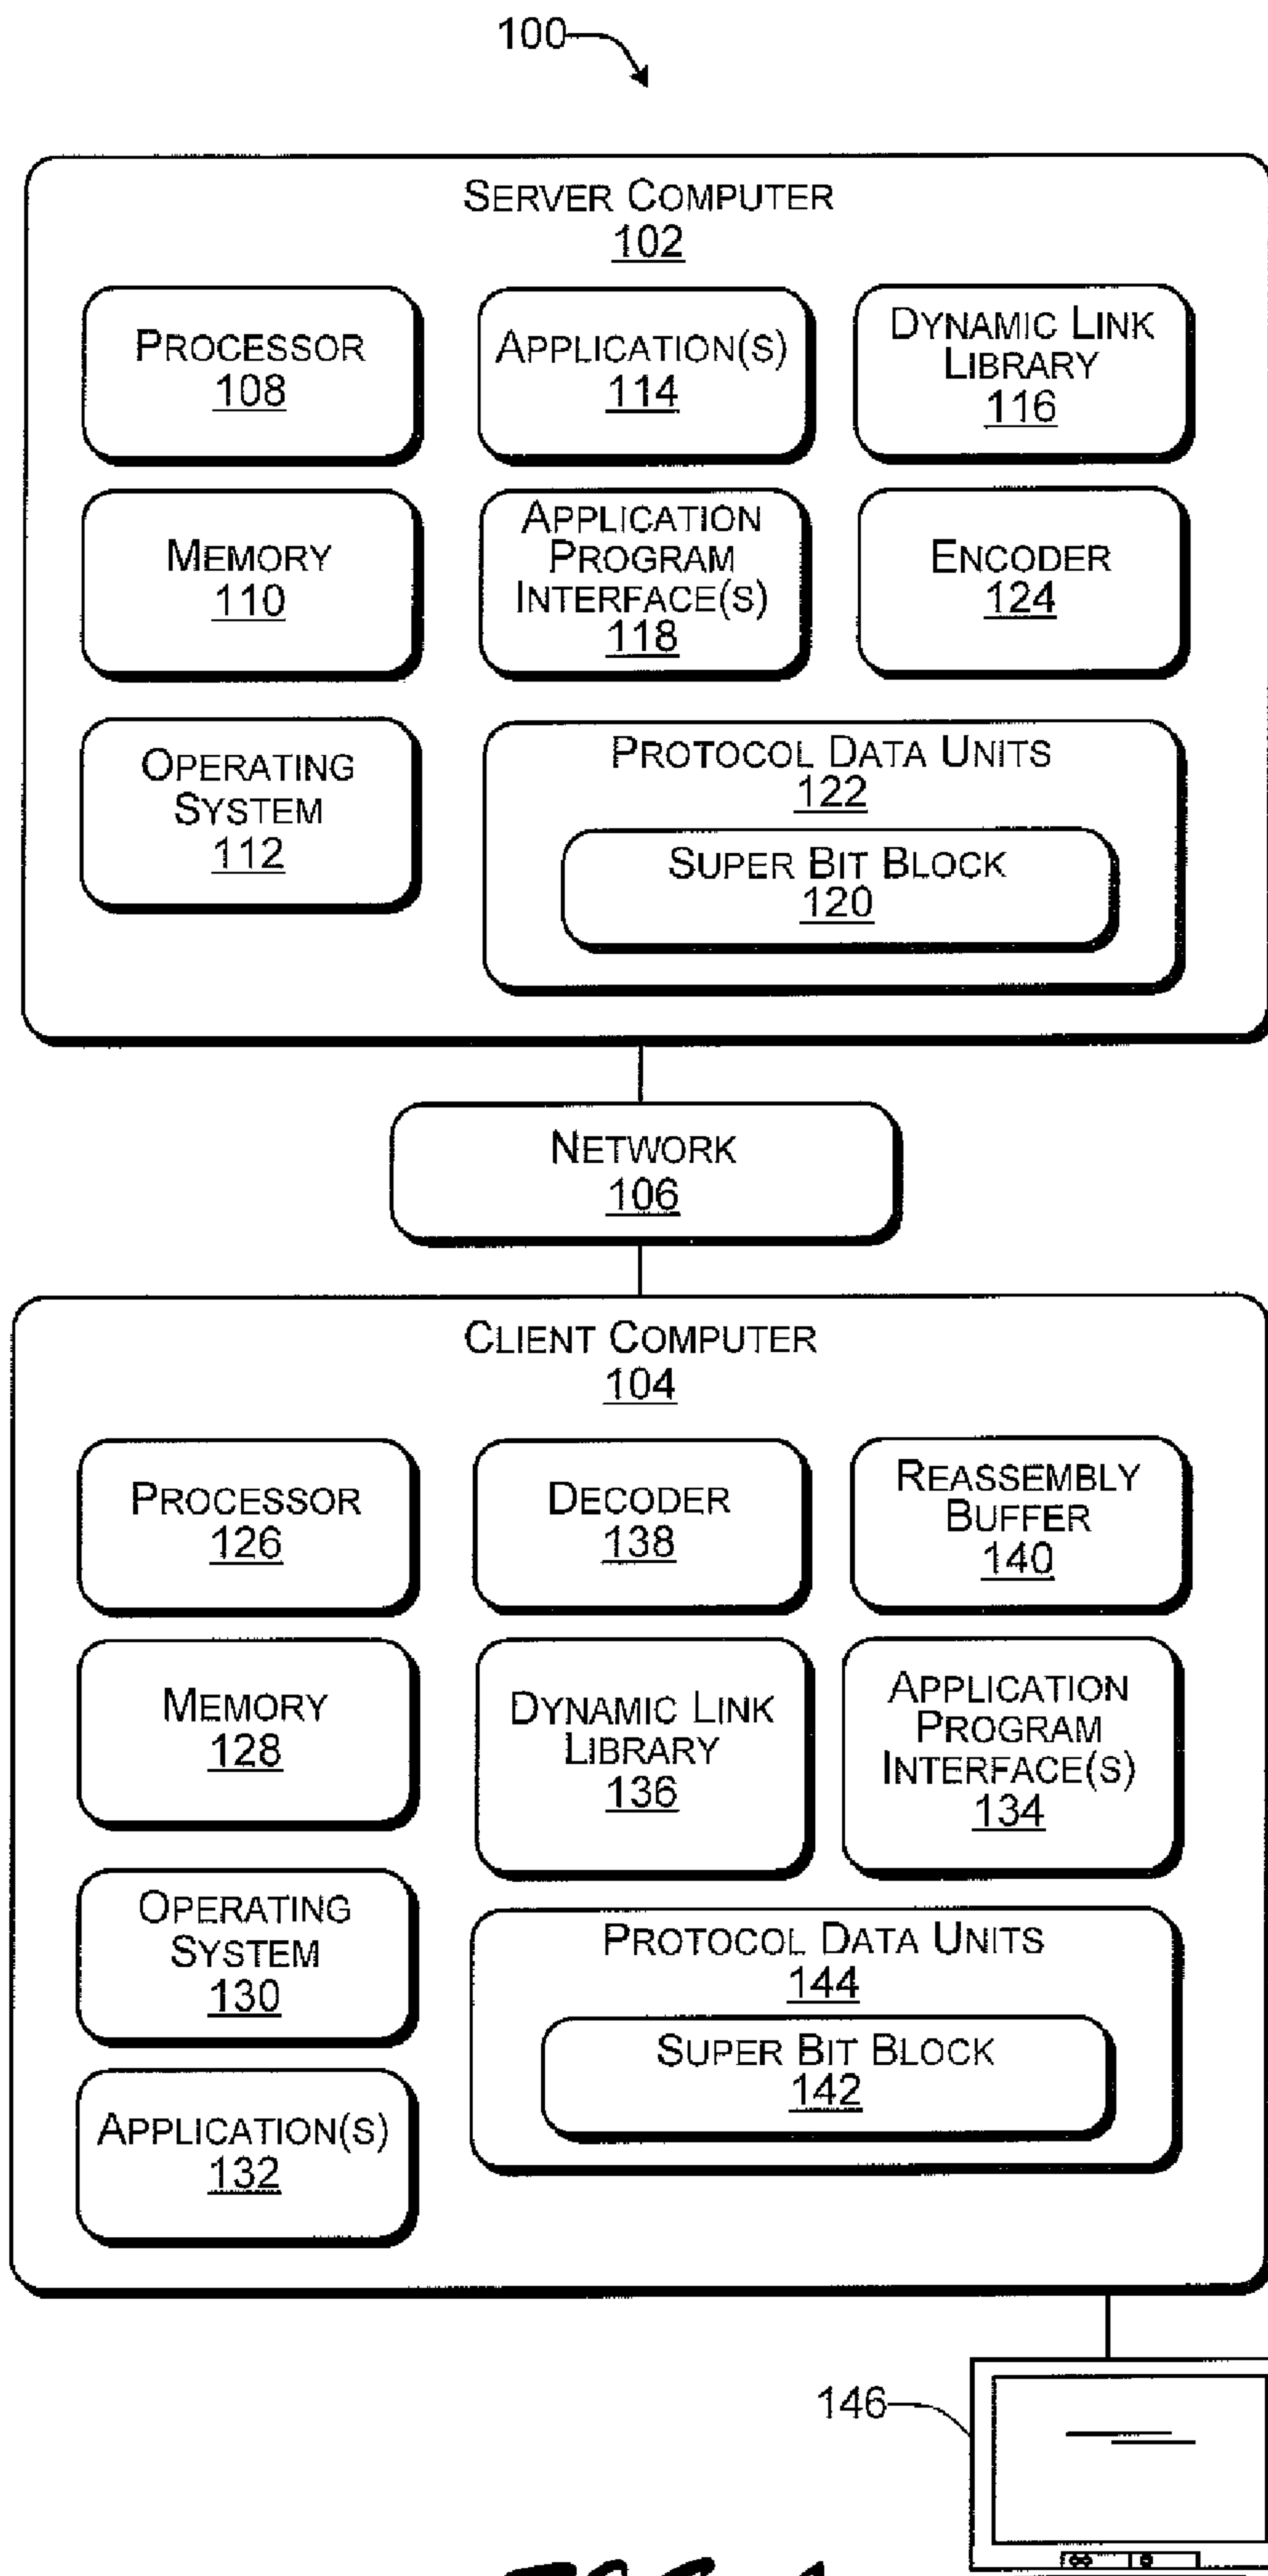 100
SERVER COMPUTER
102
PROCESSOR
108
APPLICATION(S)
114
DYNAMIC LINK
LIBRARY
116
MEMORY
110
APPLICATION
PROGRAM
INTERFACE(S)
118
ENCODER
124
OPERATING
SYSTEM
112
PROTOCOL DATA UNITS
122
SUPER BIT BLOCK
120
NETWORK
106
CLIENT COMPUTER
104
PROCESSOR
126
DECODER
138
REASSEMBLY
BUFFER
140
MEMORY
128
DYNAMIC LINK
LIBRARY
136
APPLICATION
PROGRAM
INTERFACE(S)
134
OPERATING
SYSTEM
130
PROTOCOL DATA UNITS
144
SUPER BIT BLOCK
142
APPLICATION(S)
132
146